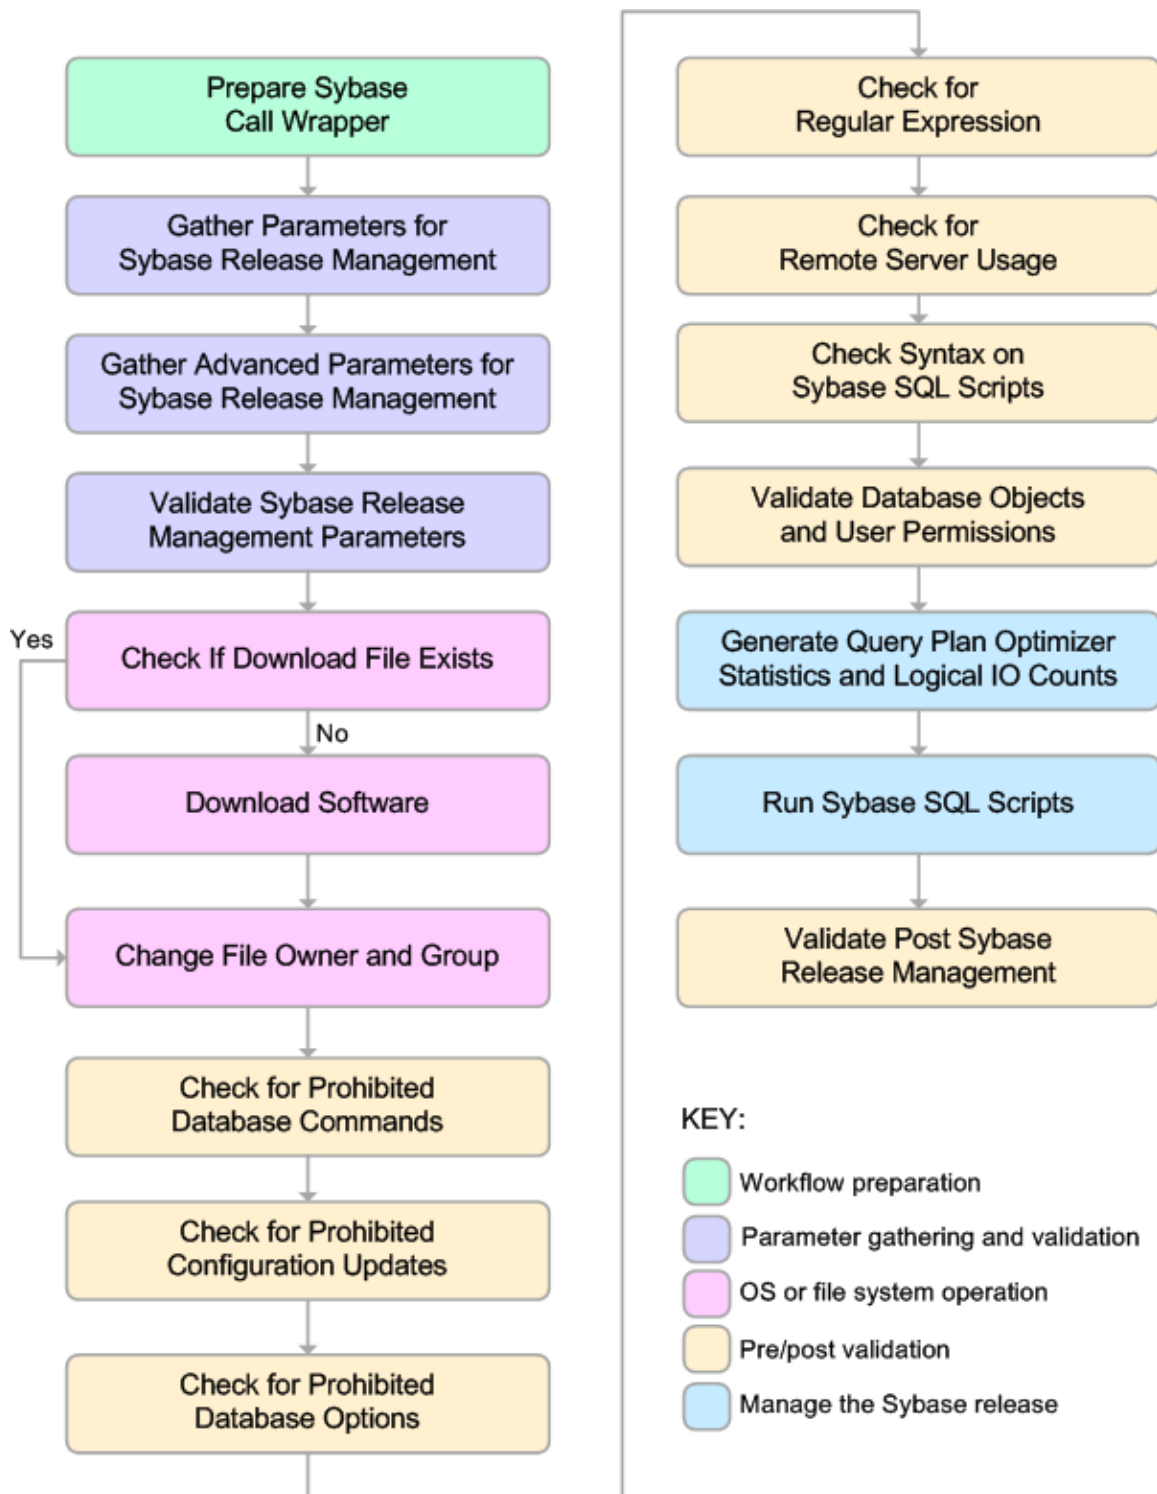 Prepare Sybase
Call Wrapper
Gather Parameters for
Sybase Release Management
Gather Advanced Parameters for
Sybase Release Management
Validate Sybase Release
Management Parameters
Yes
Check If Download File Exists
No
Download Software
Change File Owner and Group
Check for Prohibited
Database Commands
Check for Prohibited
Configuration Updates
Check for Prohibited
Database Options
Check for
Regular Expression
Check for
Remote Server Usage
Check Syntax on
Sybase SQL Scripts
Validate Database Objects
and User Permissions
Generate Query Plan Optimizer
Statistics and Logical IO Counts
Run Sybase SQL Scripts
Validate Post Sybase
Release Management
KEY:
Workflow preparation
Parameter gathering and validation
OS or file system operation
Pre/post validation
Manage the Sybase release